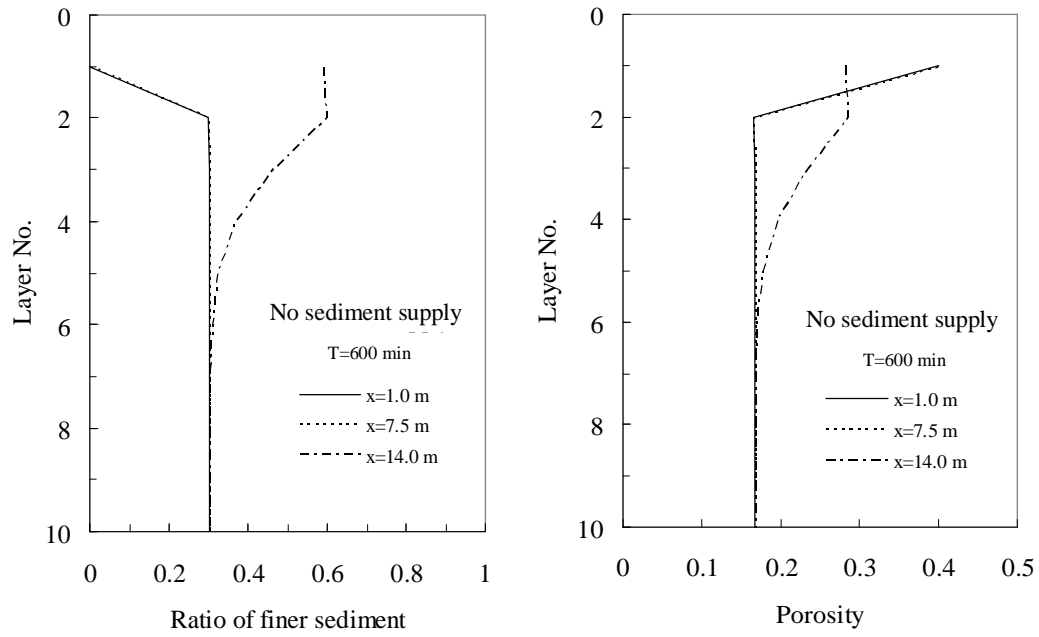 0
2
4
6
8
10
Layer No.
0 0.2 0.4 0.6 0.8 1
Ratio of finer sediment
No sediment supply
T=600 min
x=1.0 m
x=7.5 m
x=14.0 m
0
2
4
6
8
10
Layer No.
0 0.1 0.2 0.3 0.4 0.5
Porosity
No sediment supply
T=600 min
x=1.0 m
x=7.5 m
x=14.0 m